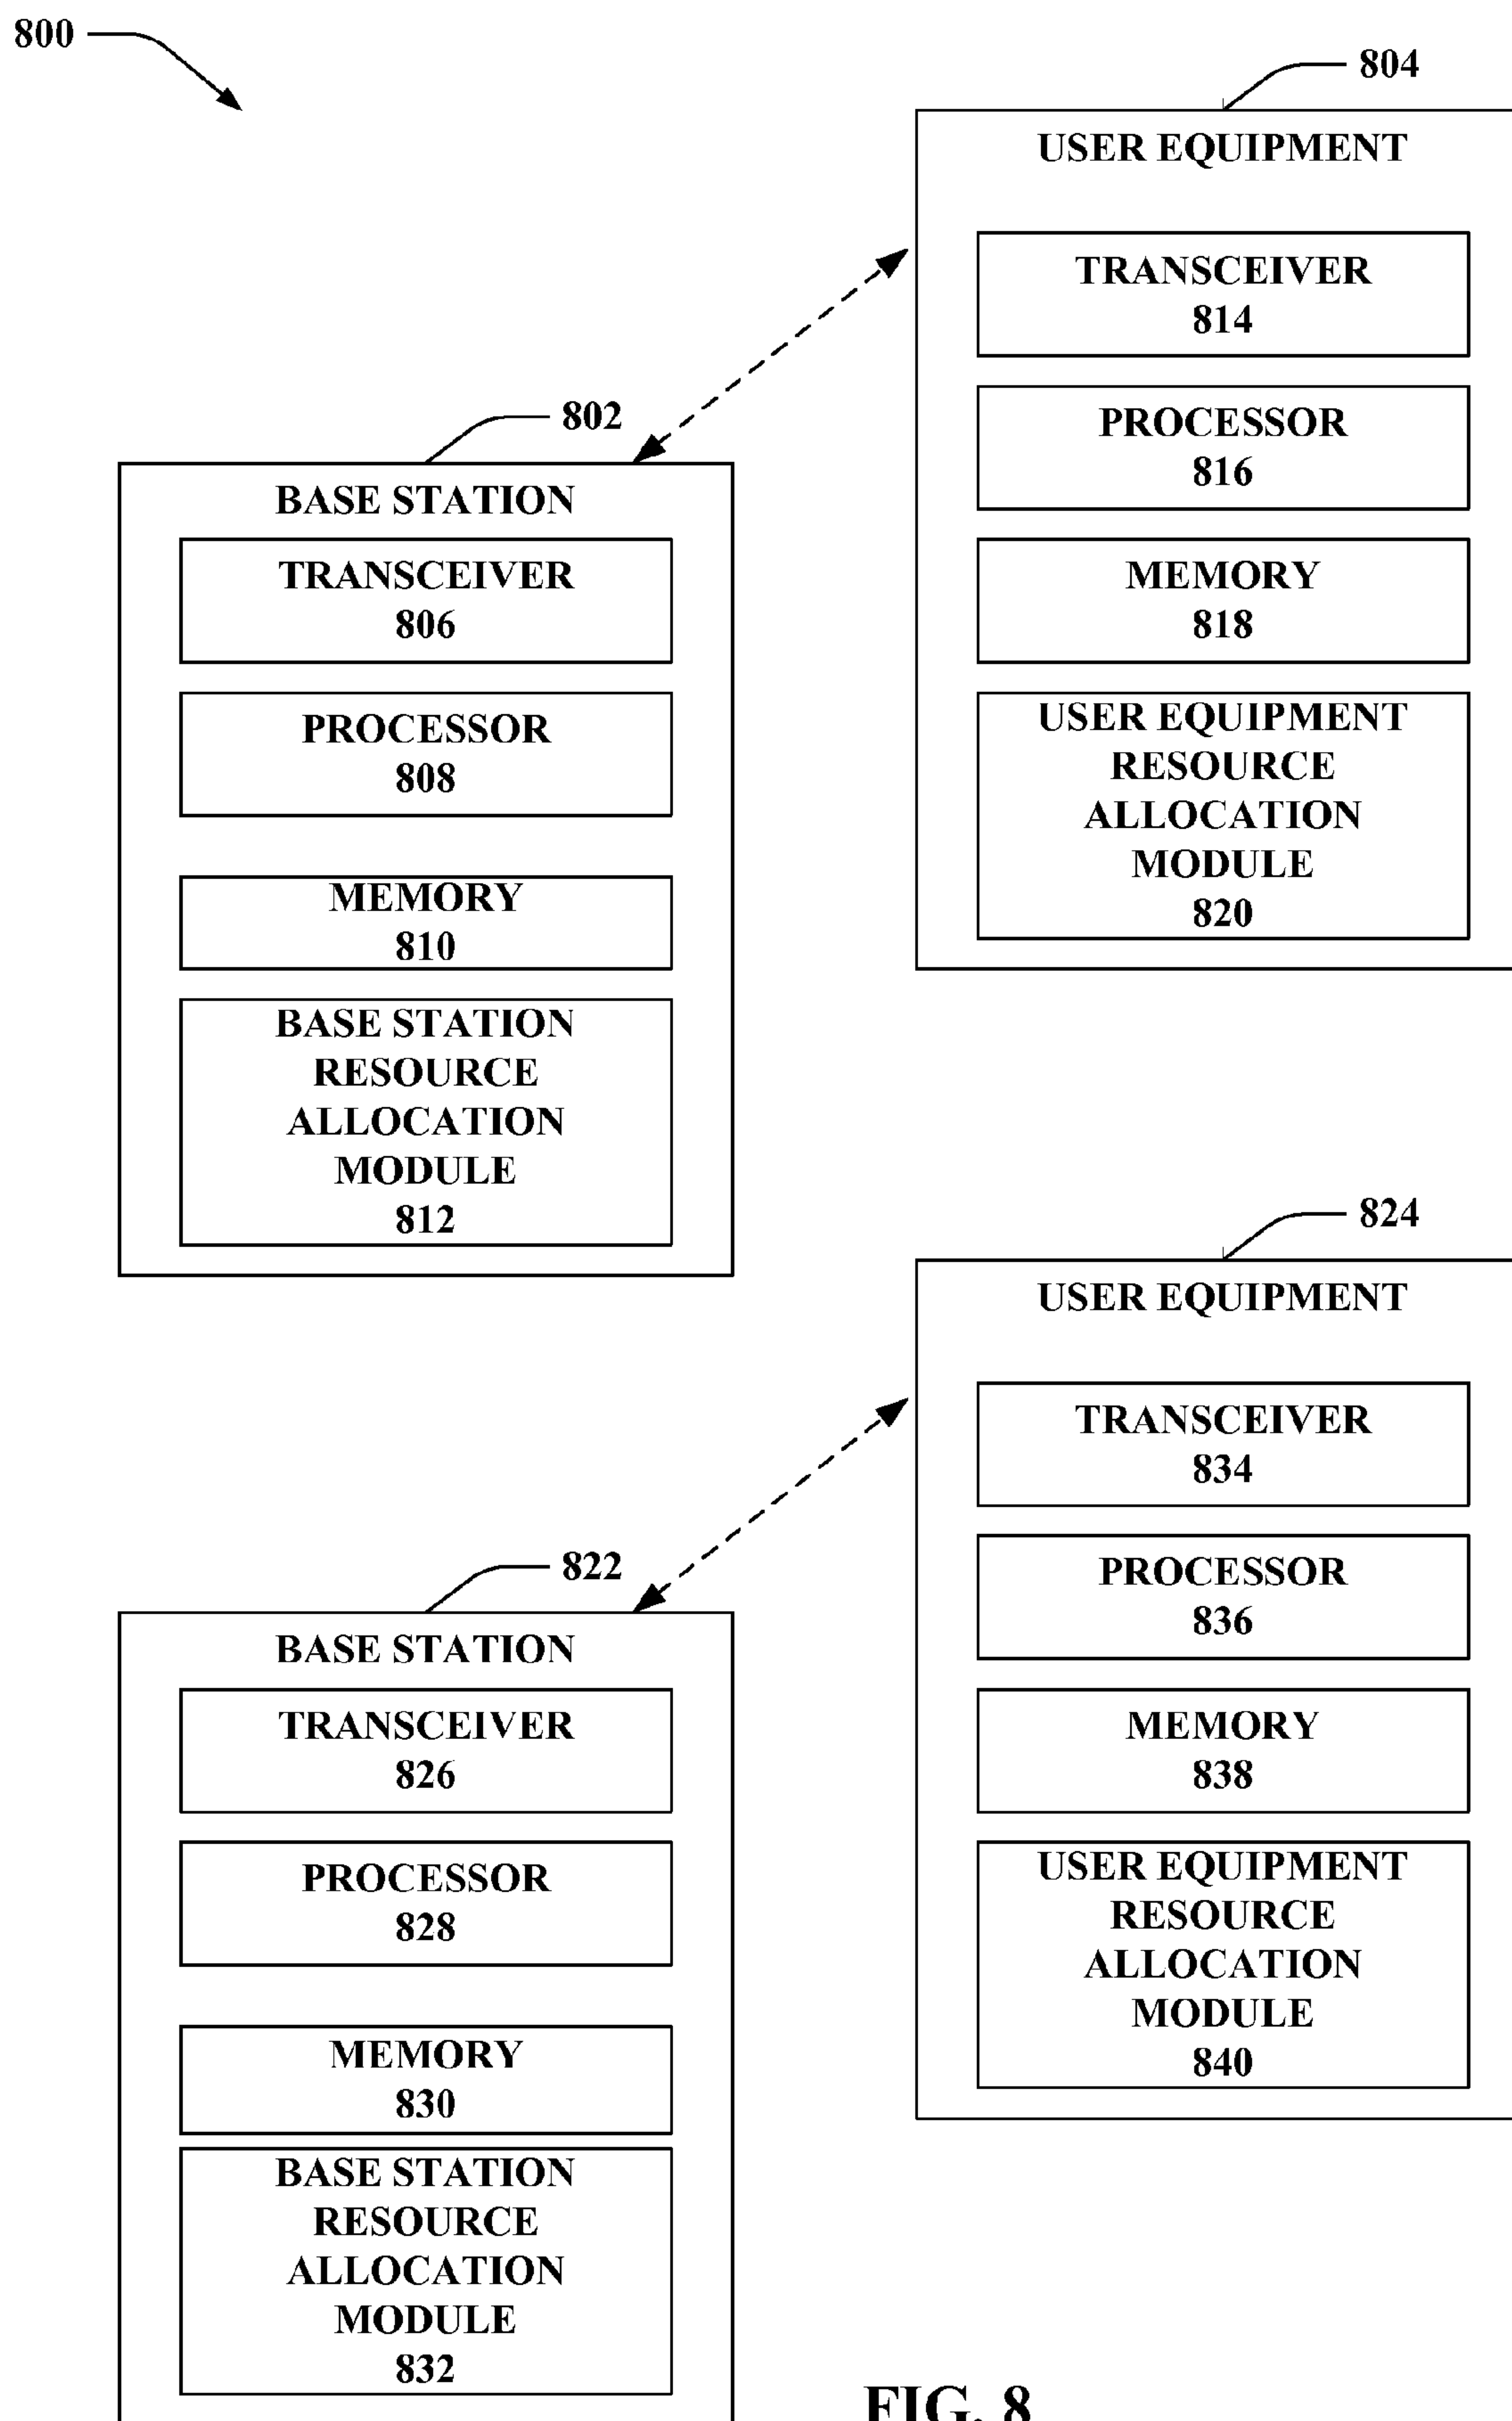 800
804
USER EQUIPMENT
TRANSCEIVER
814
PROCESSOR
816
MEMORY
818
USER EQUIPMENT
RESOURCE
ALLOCATION
MODULE
820
802
BASE STATION
TRANSCEIVER
806
PROCESSOR
808
MEMORY
810
BASE STATION
RESOURCE
ALLOCATION
MODULE
812
824
USER EQUIPMENT
TRANSCEIVER
834
PROCESSOR
836
MEMORY
838
USER EQUIPMENT
RESOURCE
ALLOCATION
MODULE
840
822
BASE STATION
TRANSCEIVER
826
PROCESSOR
828
MEMORY
830
BASE STATION
RESOURCE
ALLOCATION
MODULE
832
FIG. 8